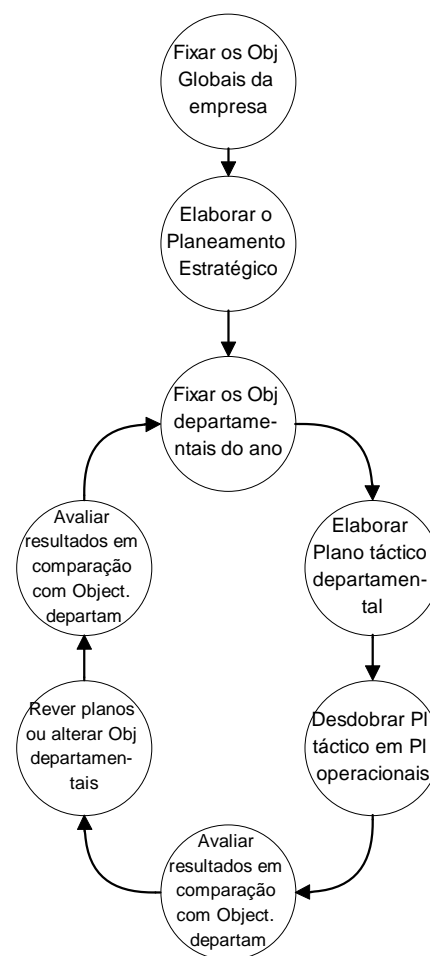 Fixar os Obj
Globais da
empresa
Elaborar o
Planeamento
Estratégico
Fixar os Obj
departame-
ntais do ano
Elaborar
Plano táctico
departamen-
tal
Desdobrar Pl
táctico em Pl
operacionais
Avaliar
resultados em
comparação
com Object.
departam
Rever planos
ou alterar Obj
departamen-
tais
Avaliar
resultados em
comparação
com Object.
departam